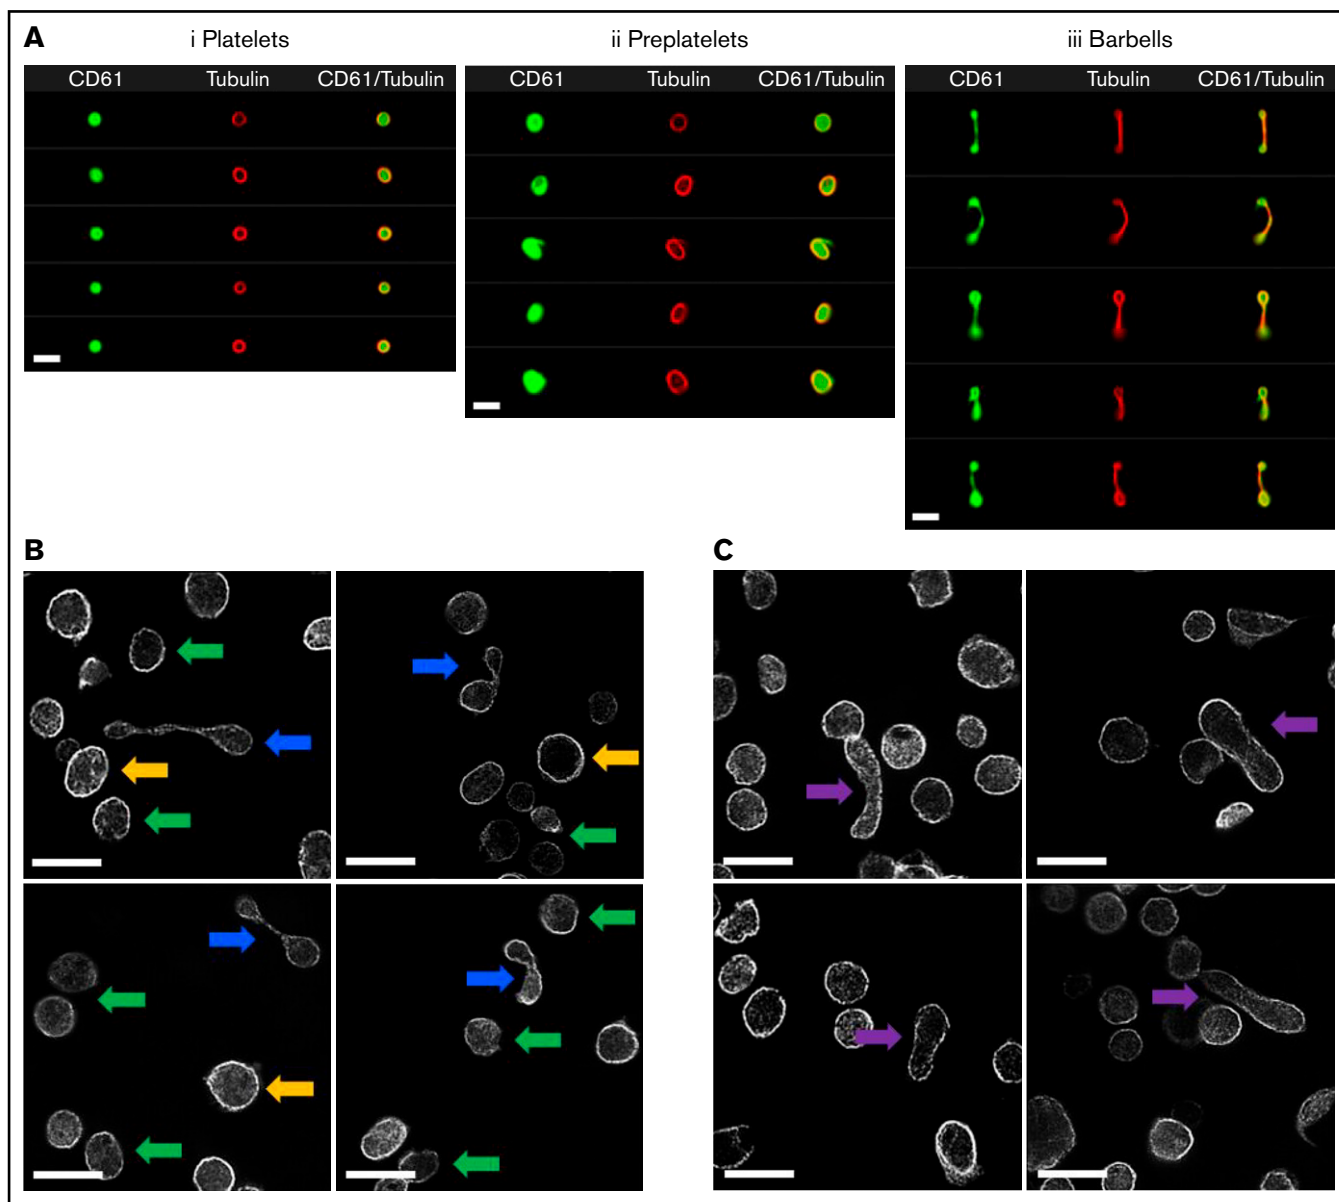 A
i Platelets
ii Preplatelets
iii Barbells
CD61 Tubulin CD61/Tubulin
CD61 Tubulin CD61/Tubulin
CD61 Tubulin CD61/Tubulin
B
C